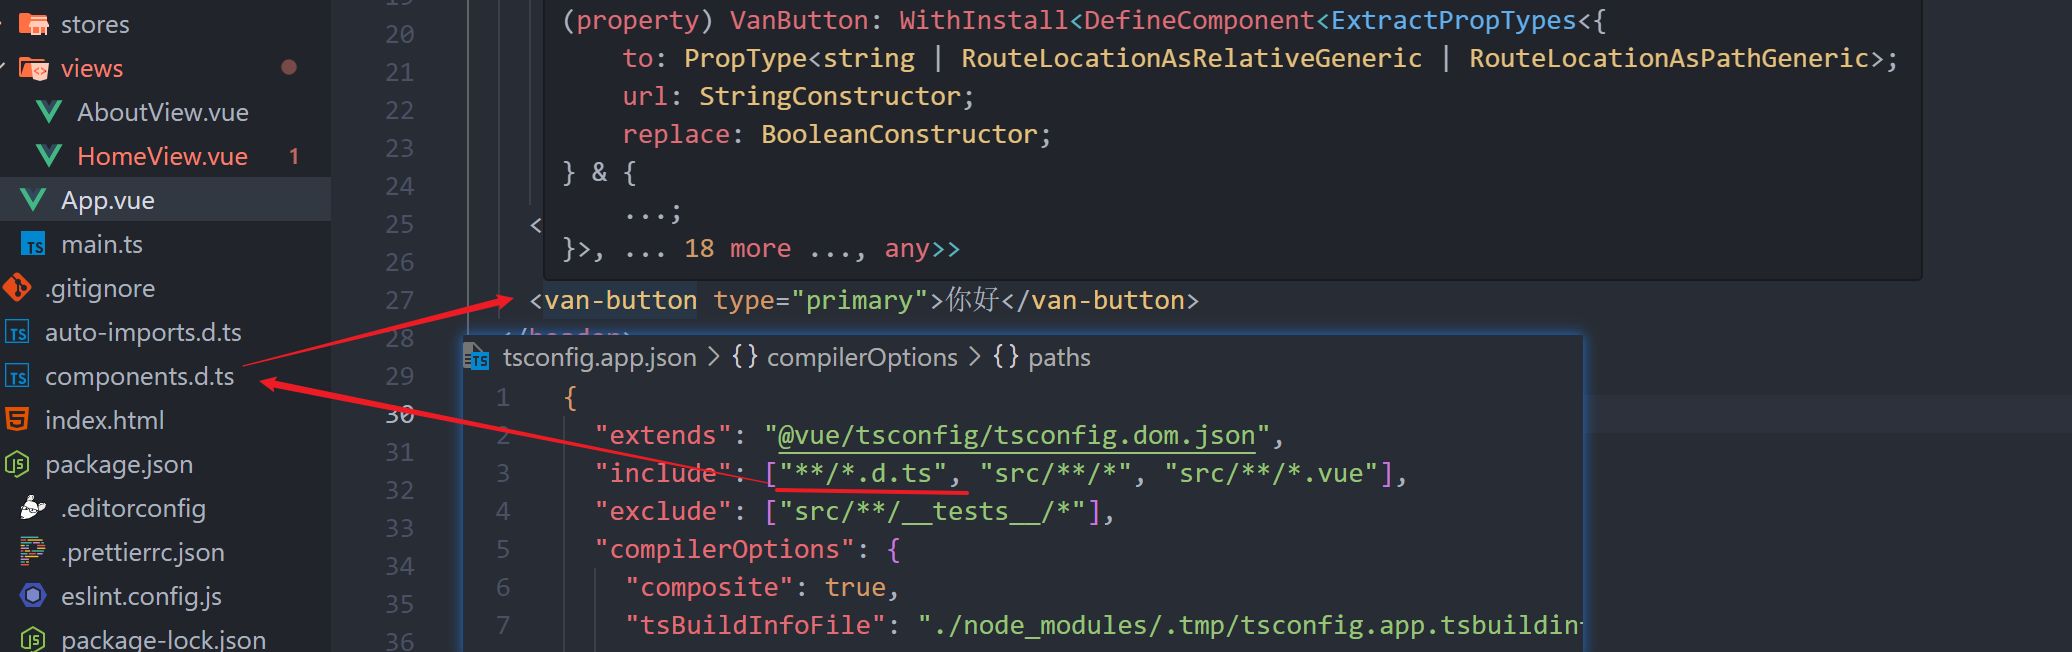 stores
views
AboutView.vue
HomeView.vue 1
App.vue
main.ts
.gitignore
auto-imports.d.ts
components.d.ts
index.html
package.json
.editorconfig
.prettierrc.json
eslint.config.js
package-lock.json
20
21
22
23
24
25 <
26
27 <van-button type="primary">你好</van-button>
28
29
30
31
32
33
34
35
36
(property) VanButton: WithInstall<DefineComponent<ExtractPropTypes<{
to: PropType<string | RouteLocationAsRelativeGeneric | RouteLocationAsPathGeneric>;
url: StringConstructor;
replace: BooleanConstructor;
} & {
...;
}>, ... 18 more ..., any>>
tsconfig.app.json > {} compilerOptions > {} paths
1 {
2 "extends": "@vue/tsconfig/tsconfig.dom.json",
3 "include": ["**/*.d.ts", "src/**/*", "src/**/*.vue"],
4 "exclude": ["src/**/__tests__/*"],
5 "compilerOptions": {
6 "composite": true,
7 "tsBuildInfoFile": "./node_modules/.tmp/tsconfig.app.tsbuildin